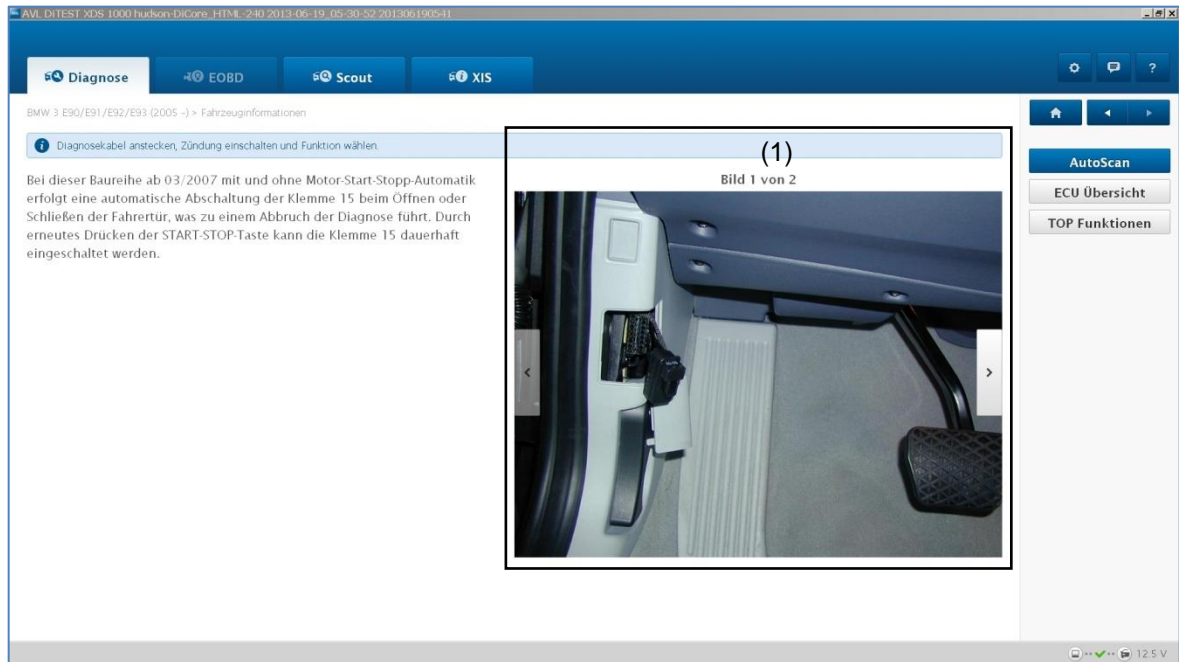 AVL DiTEST XDS 1000 hudson-DiCore_HTML-240 2013-06-19_05-30-52 201306190541
Diagnose
EOBD
Scout
XIS
?
BMW 3 E90/E91/E92/E93 (2005 -) > Fahrzeuginformationen
Diagnosekabel anstecken, Zündung einschalten und Funktion wählen.
Bei dieser Baureihe ab 03/2007 mit und ohne Motor-Start-Stopp-Automatik
erfolgt eine automatische Abschaltung der Klemme 15 beim Öffnen oder
Schließen der Fahrertür, was zu einem Abbruch der Diagnose führt. Durch
erneutes Drücken der START-STOP-Taste kann die Klemme 15 dauerhaft
eingeschaltet werden.
(1)
Bild 1 von 2
AutoScan
ECU Übersicht
TOP Funktionen
12.5 V